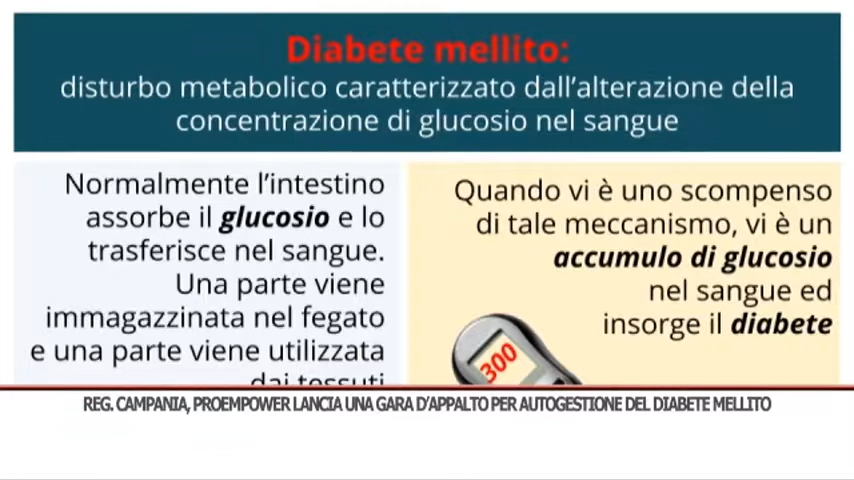 Diabete mellito:
disturbo metabolico caratterizzato dall'alterazione della
concentrazione di glucosio nel sangue
Normalmente l'intestino
assorbe il glucosio e lo
trasferisce nel sangue.
Una parte viene
immagazzinata nel fegato
e una parte viene utilizzata
dai tessuti
Quando vi è uno scompenso
di tale meccanismo, vi è un
accumulo di glucosio
nel sangue ed
insorge il diabete
300
REG. CAMPANIA, PROEMPOWER LANCIA UNA GARA D'APPALTO PER AUTOGESTIONE DEL DIABETE MELLITO